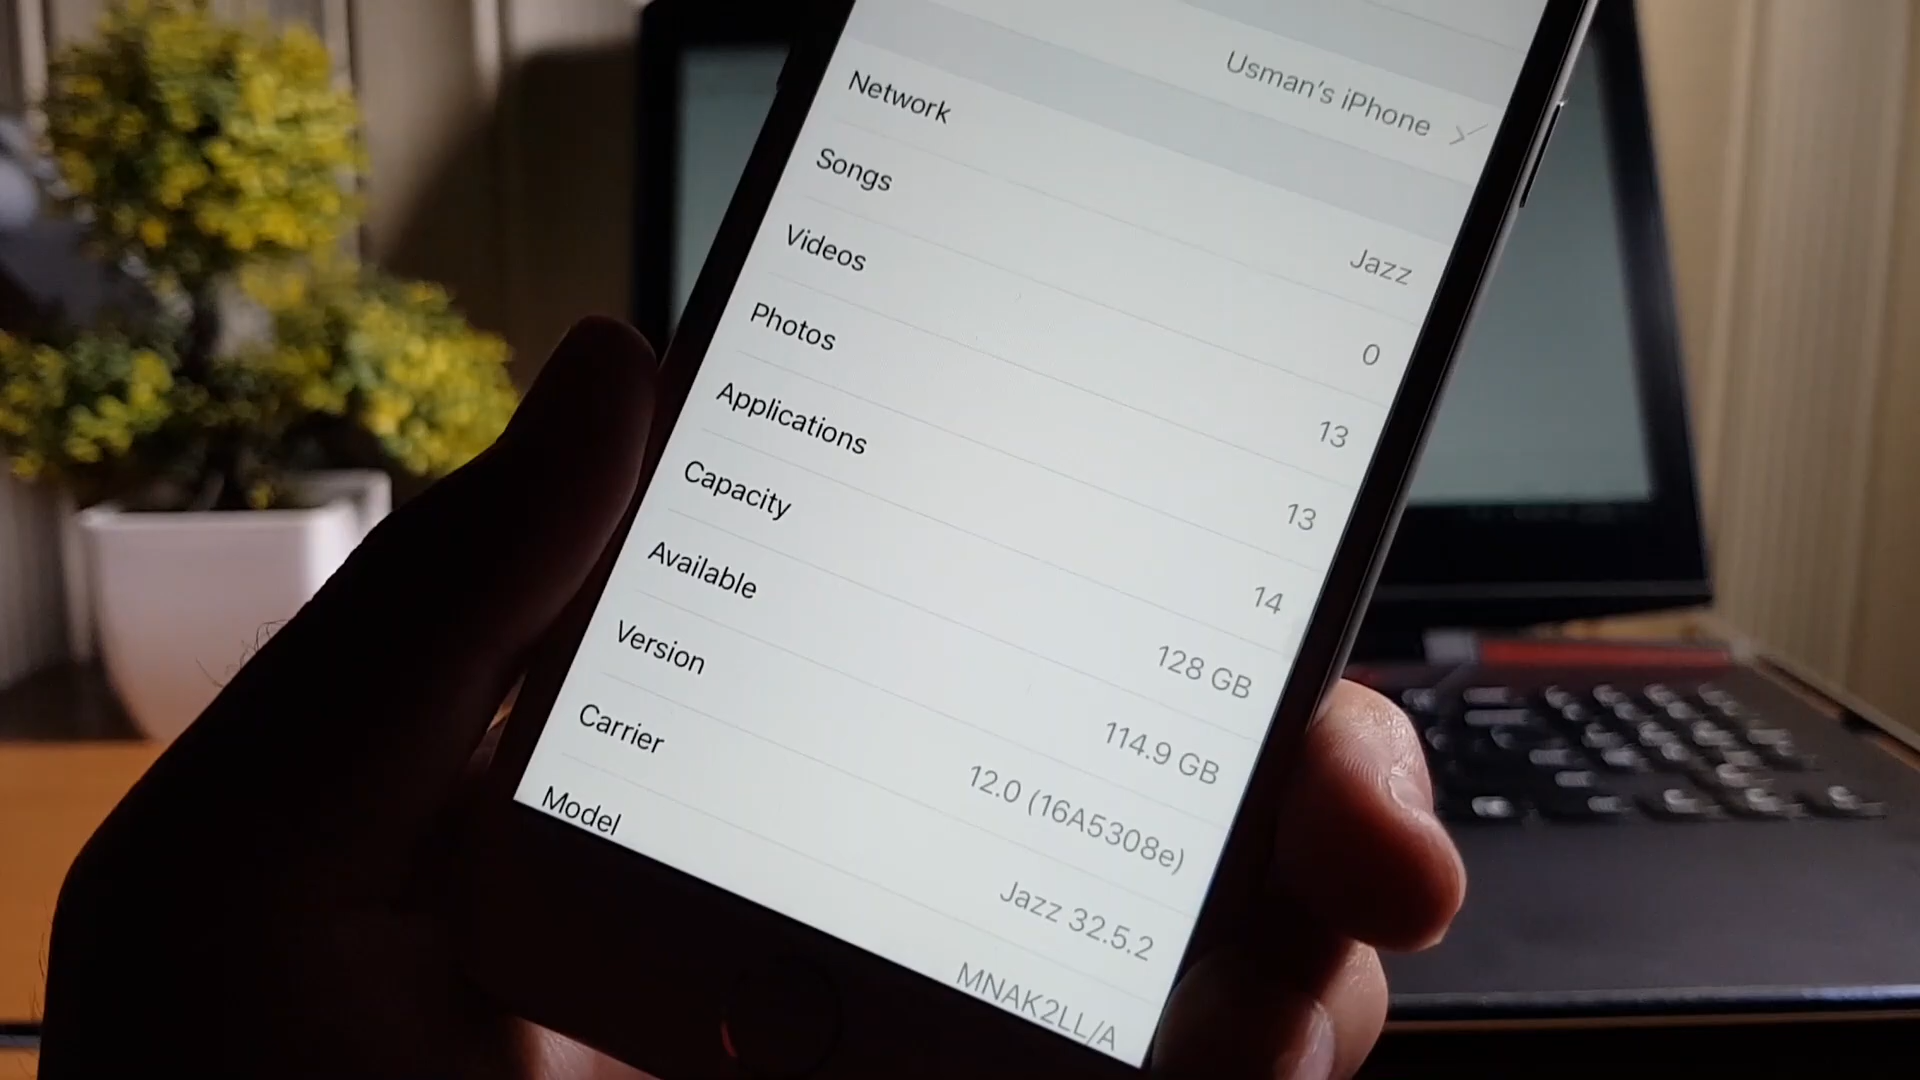 Usman's iPhone
Network Jazz
Songs 0
Videos 13
Photos 13
Applications 14
Capacity 128 GB
Available 114.9 GB
Version 12.0 (16A5308e)
Carrier Jazz 32.5.2
Model MNAK2LL/A